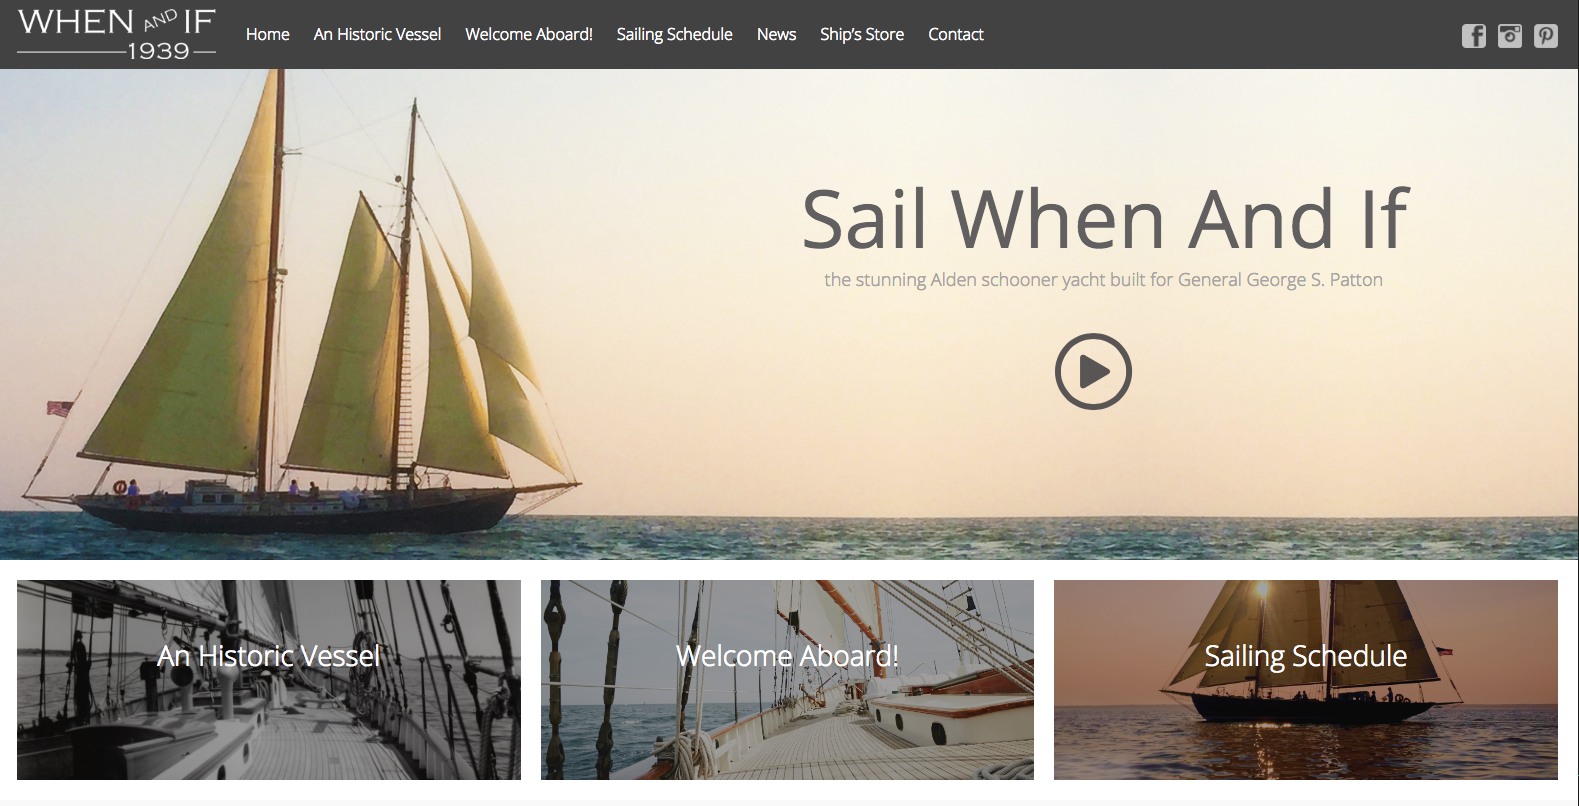 WHEN AND IF
1939
Home An Historic Vessel Welcome Aboard! Sailing Schedule News Ship's Store Contact
Sail When And If
the stunning Alden schooner yacht built for General George S. Patton
An Historic Vessel
Welcome Aboard!
Sailing Schedule